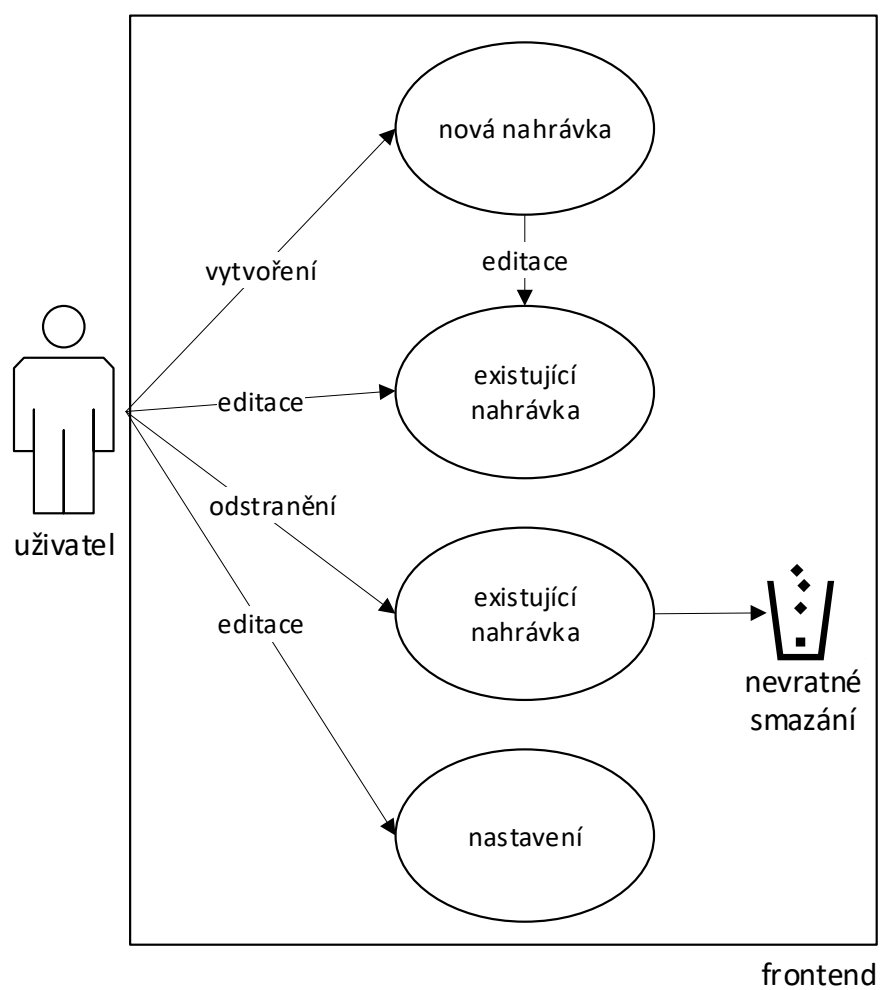 nová nahrávka
vytvoření
editace
existující
nahrávka
editace
odstranění
uživatel
existující
nahrávka
editace
nevratné
smazání
nastavení
frontend